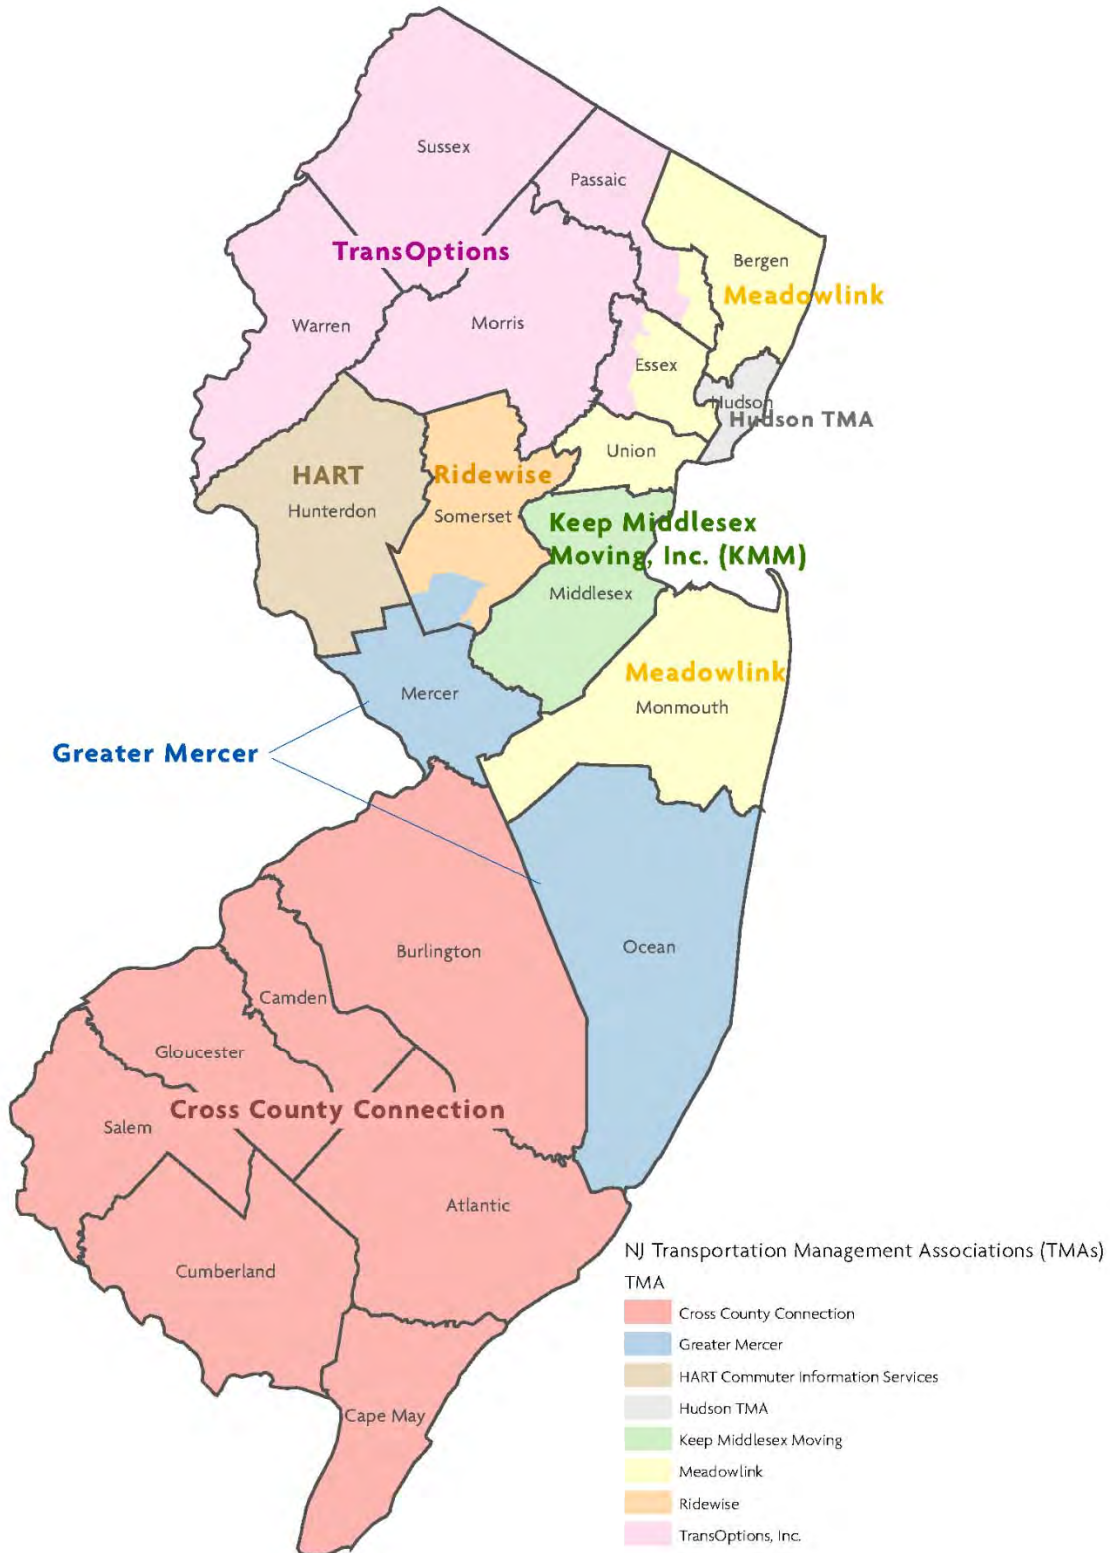 Sussex
Passaic
TransOptions
Bergen
Meadowlink
Warren
Morris
Essex
Hudson
Hudson TMA
Union
HART
Ridewise
Hunterdon
Somerset
Keep Middlesex
Moving, Inc. (KMM)
Middlesex
Meadowlink
Mercer
Monmouth
Greater Mercer
Burlington
Ocean
Camden
Gloucester
Cross County Connection
Salem
Atlantic
Cumberland
Cape May
NJ Transportation Management Associations (TMAs)
TMA
Cross County Connection
Greater Mercer
HART Commuter Information Services
Hudson TMA
Keep Middlesex Moving
Meadowlink
Ridewise
TransOptions, Inc.